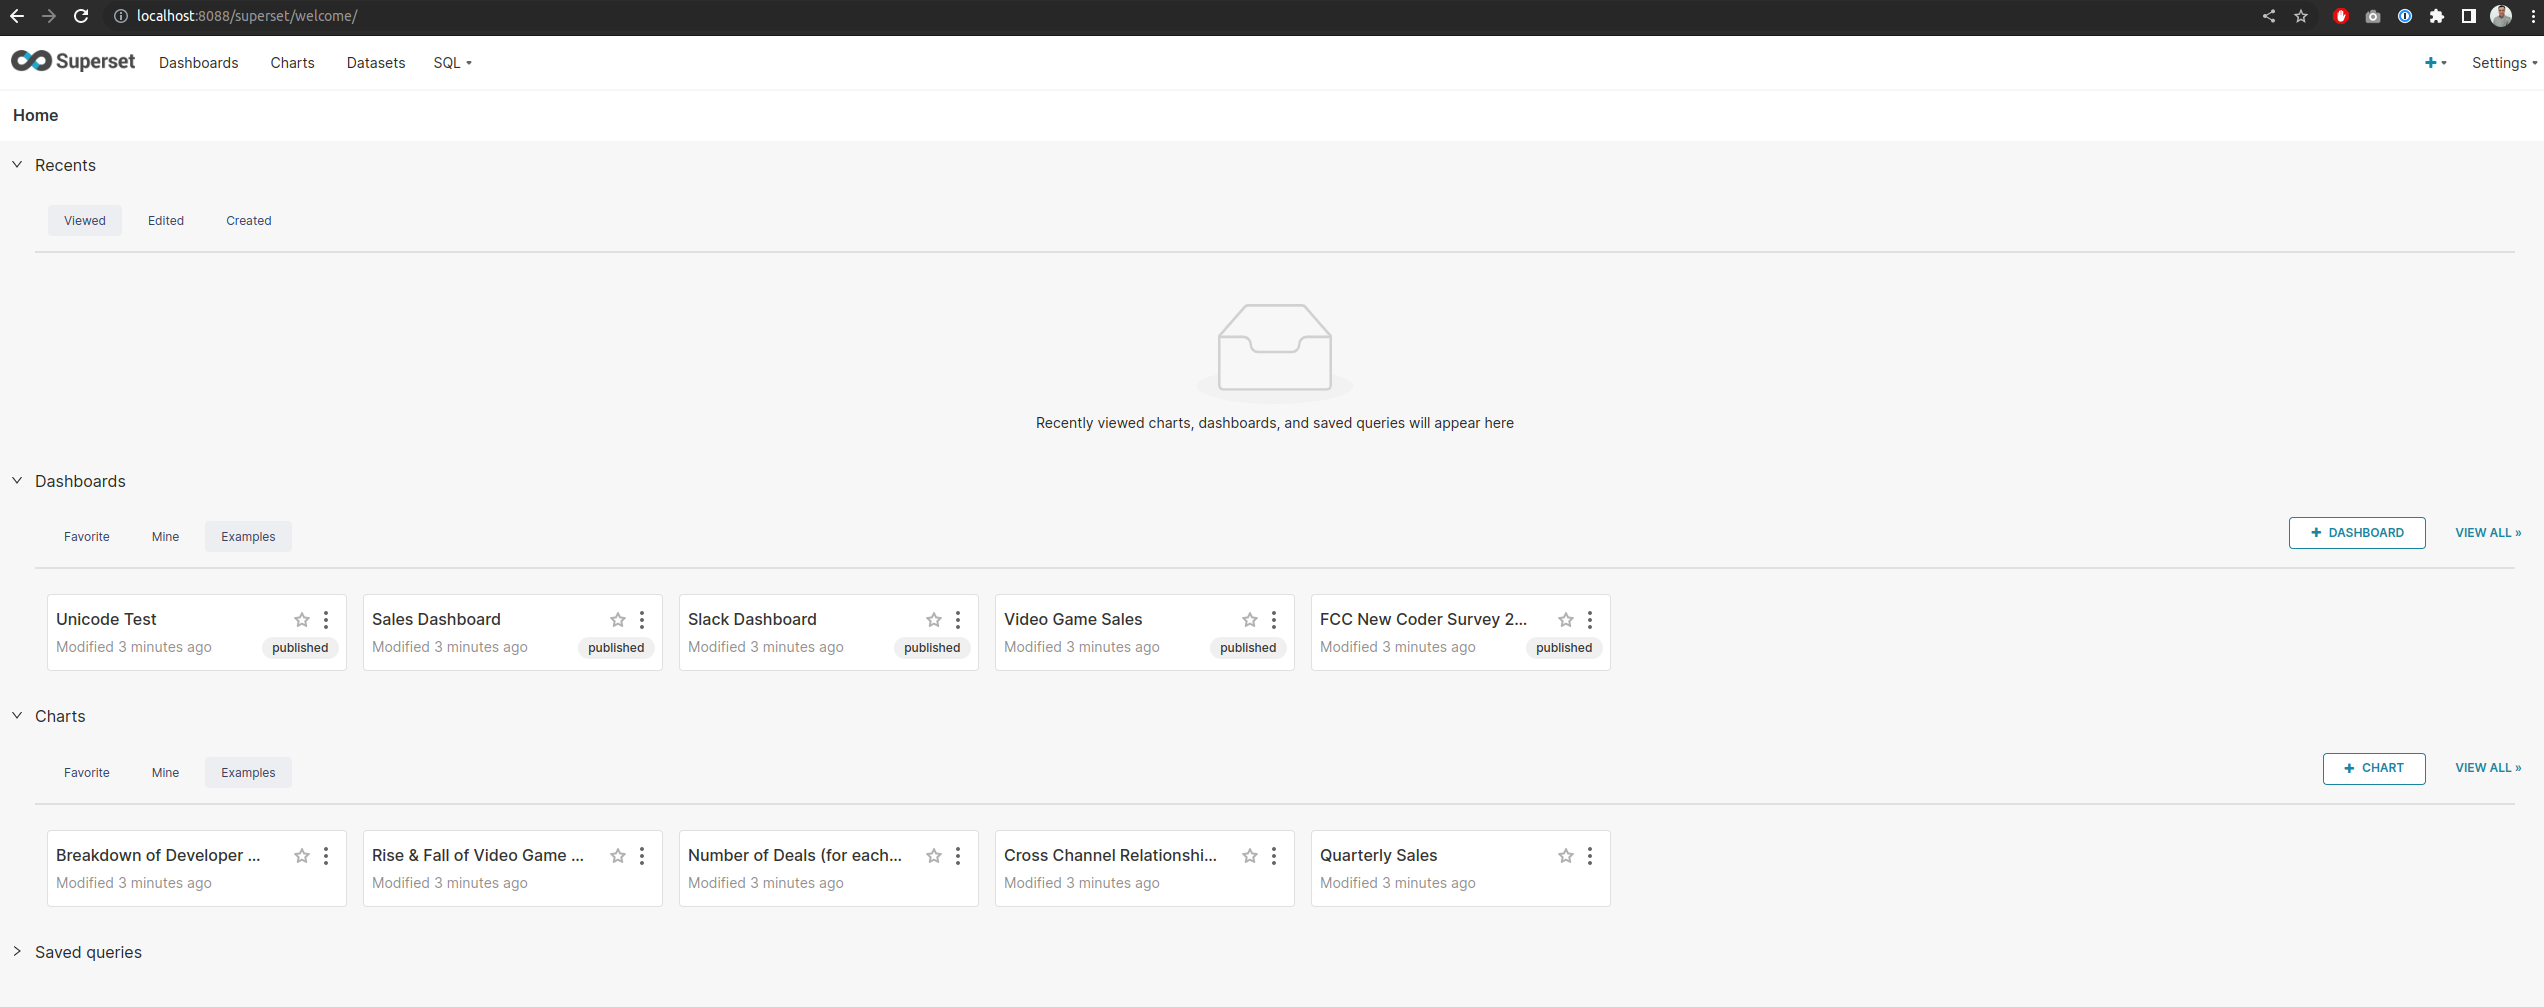 localhost:8088/superset/welcome/
Superset Dashboards Charts Datasets SQL Settings
Home
Recents
Viewed Edited Created
Recently viewed charts, dashboards, and saved queries will appear here
Dashboards
Favorite Mine Examples + DASHBOARD VIEW ALL »
Unicode Test Sales Dashboard Slack Dashboard Video Game Sales FCC New Coder Survey 2...
Modified 3 minutes ago published Modified 3 minutes ago published Modified 3 minutes ago published Modified 3 minutes ago published Modified 3 minutes ago published
Charts
Favorite Mine Examples + CHART VIEW ALL »
Breakdown of Developer ... Rise & Fall of Video Game ... Number of Deals (for each... Cross Channel Relationshi... Quarterly Sales
Modified 3 minutes ago Modified 3 minutes ago Modified 3 minutes ago Modified 3 minutes ago Modified 3 minutes ago
Saved queries